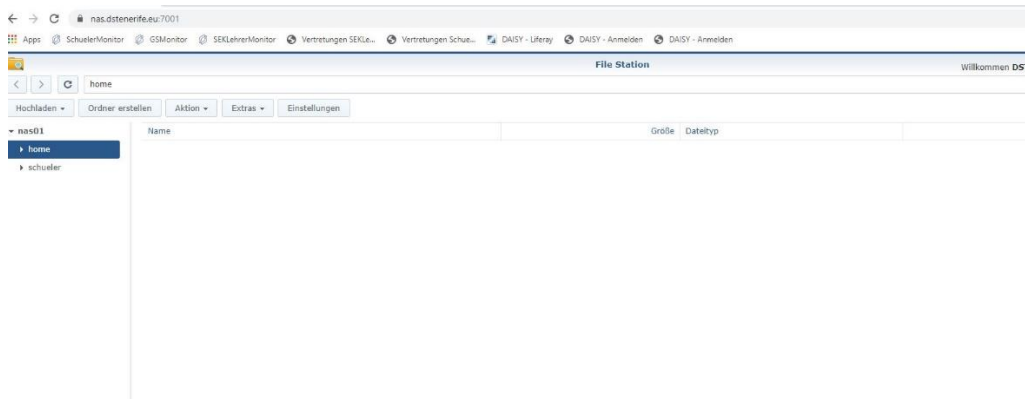 nas.dstenerife.eu:7001
Apps SchuelerMonitor GSMonitor SEKLehrerMonitor Vertretungen SEKLe... Vertretungen Schue... DAISY - Liferay DAISY - Anmelden DAISY - Anmelden
File Station
Willkommen DST
home
Hochladen Ordner erstellen Aktion Extras Einstellungen
nas01 Name Größe Dateityp
home
schueler